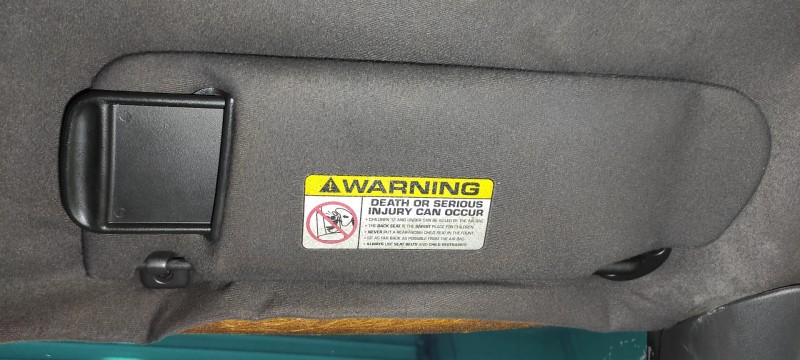 WARNING
DEATH OR SERIOUS
INJURY CAN OCCUR
• CHILDREN 12 AND UNDER CAN BE KILLED BY THE AIR BAG
• THE BACK SEAT IS THE SAFEST PLACE FOR CHILDREN
• NEVER PUT A REAR-FACING CHILD SEAT IN THE FRONT
• SIT AS FAR BACK AS POSSIBLE FROM THE AIR BAG
• ALWAYS USE SEAT BELTS AND CHILD RESTRAINTS